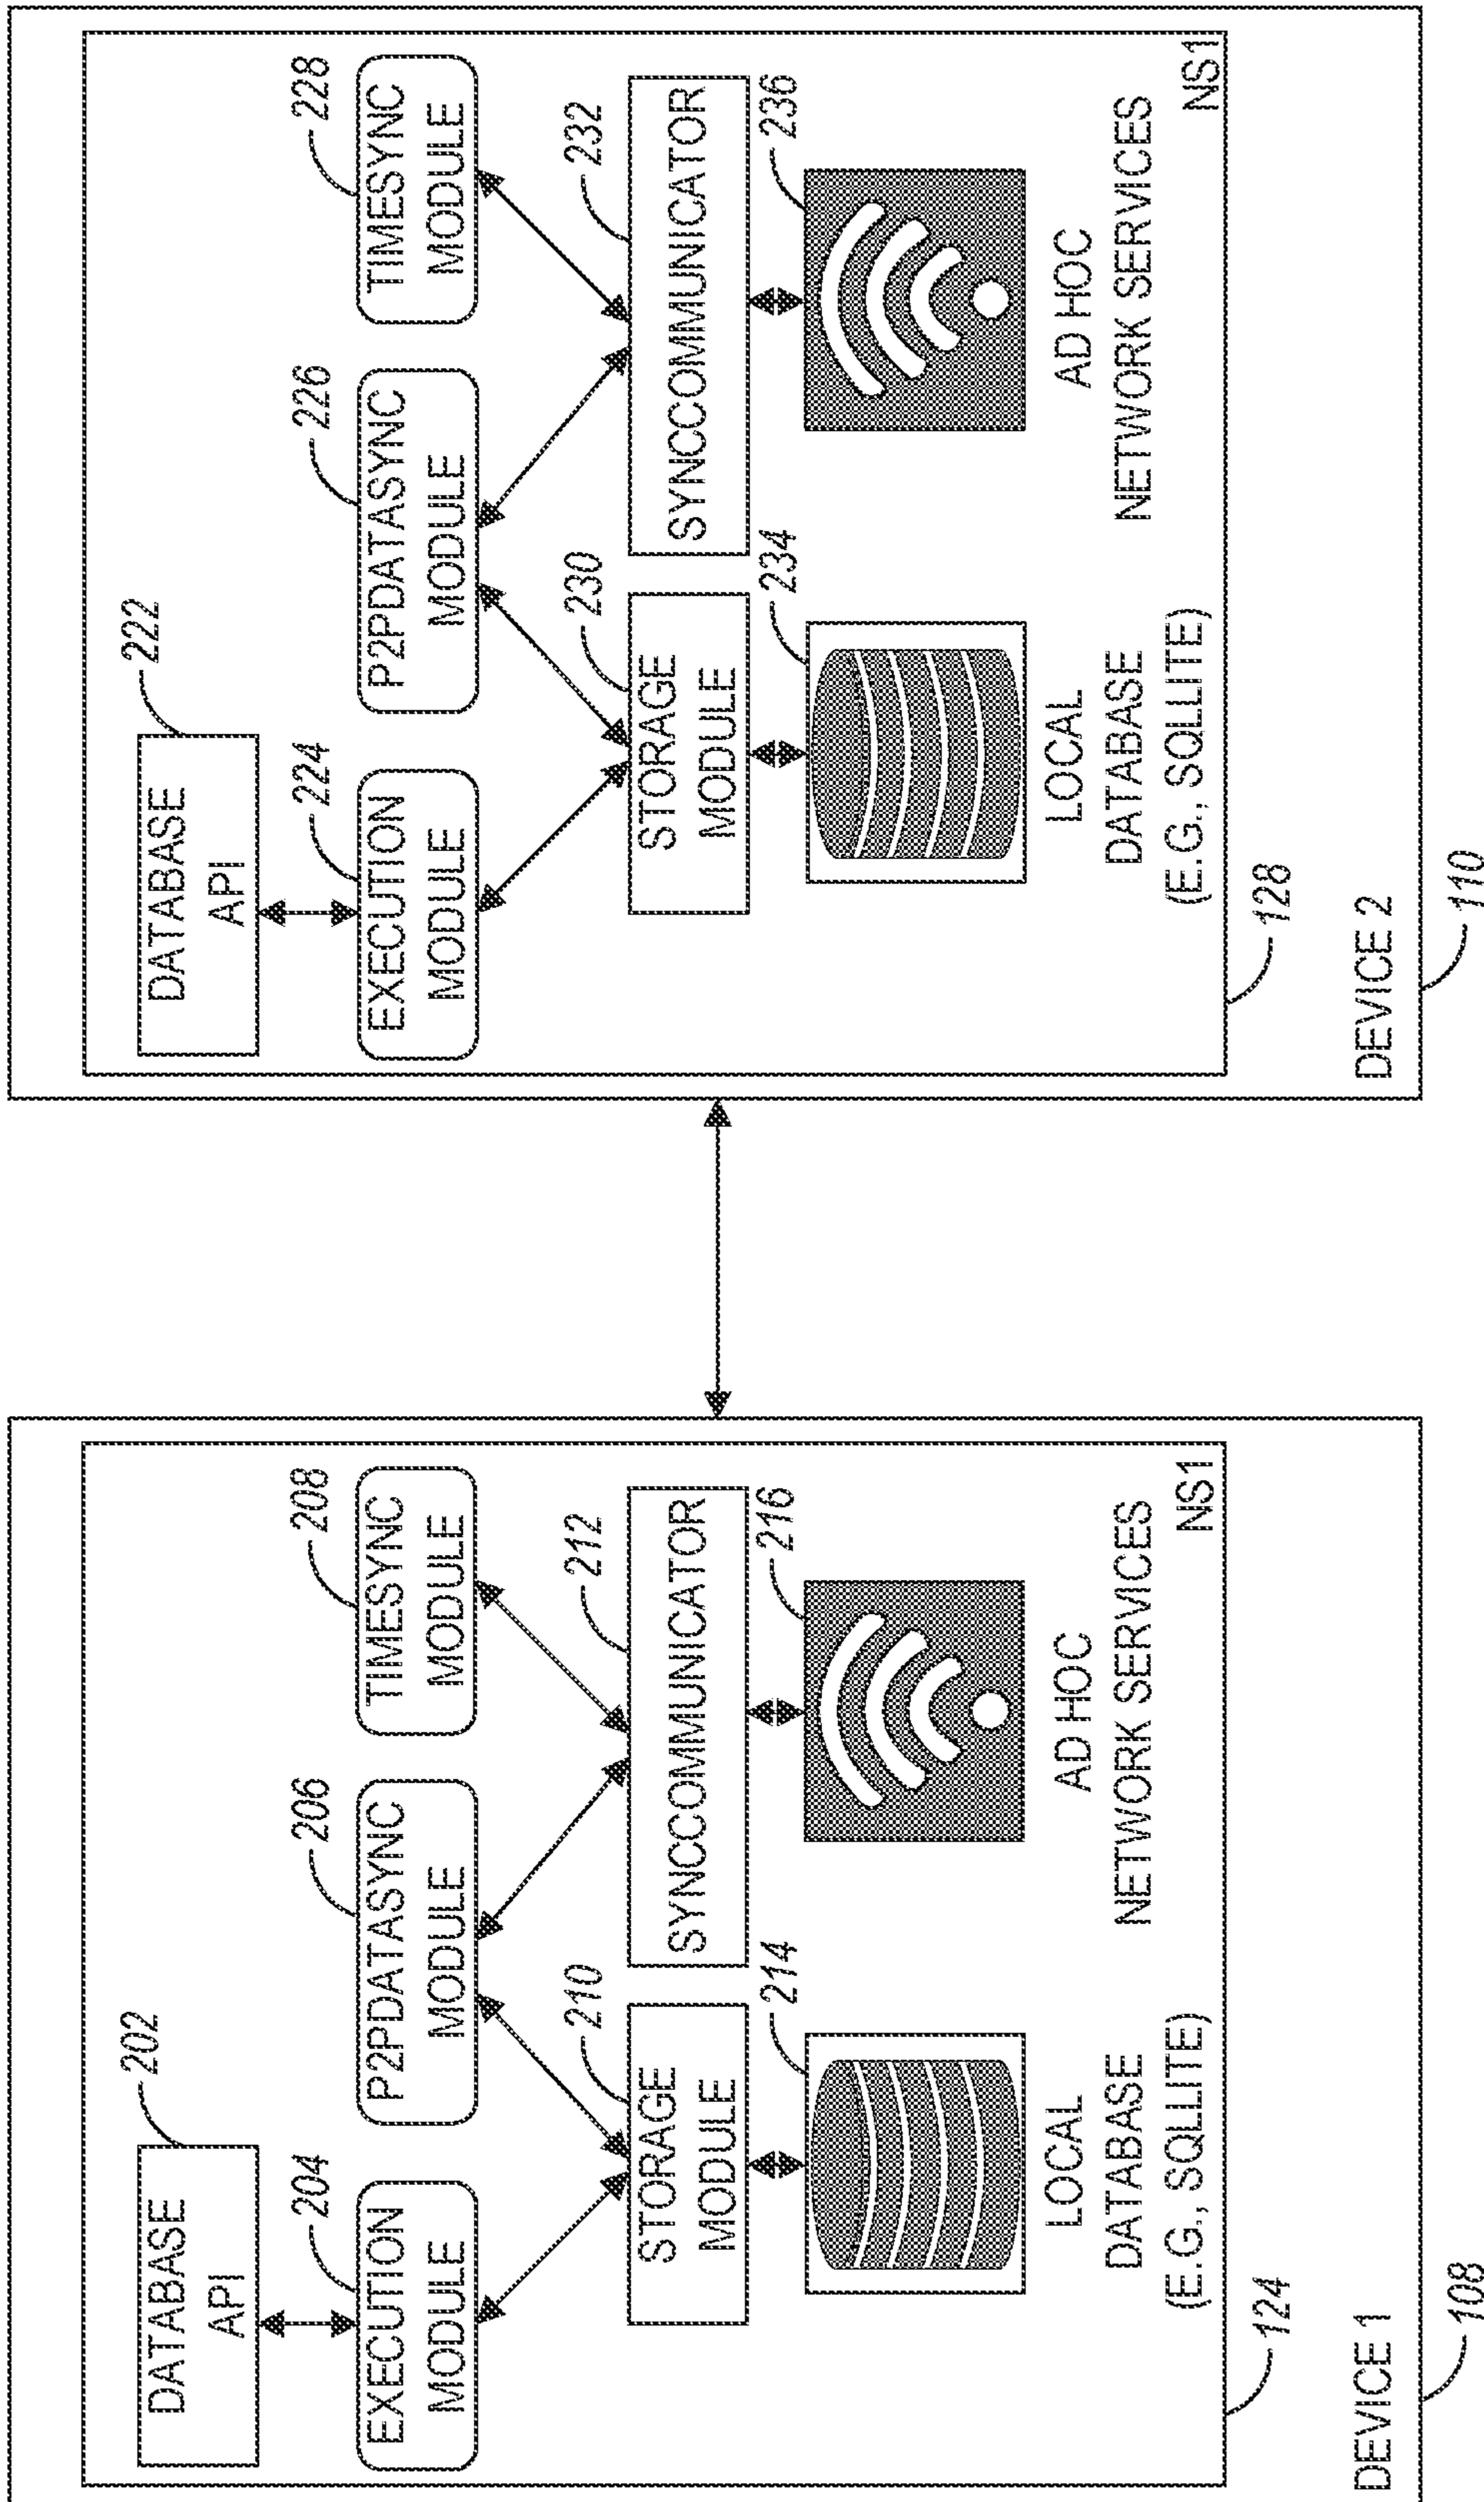 202
DATABASE
API
204
EXECUTION
MODULE
206
P2PDATASYNC
MODULE
208
TIMESYNC
MODULE
210
STORAGE
MODULE
212
SYNCCOMMUNICATOR
214
LOCAL
DATABASE
(E.G., SQLLITE)
216
AD HOC
NETWORK SERVICES
NS1
124
DEVICE 1
108
222
DATABASE
API
224
EXECUTION
MODULE
226
P2PDATASYNC
MODULE
228
TIMESYNC
MODULE
230
STORAGE
MODULE
232
SYNCCOMMUNICATOR
234
LOCAL
DATABASE
(E.G., SQLLITE)
236
AD HOC
NETWORK SERVICES
NS1
128
DEVICE 2
110